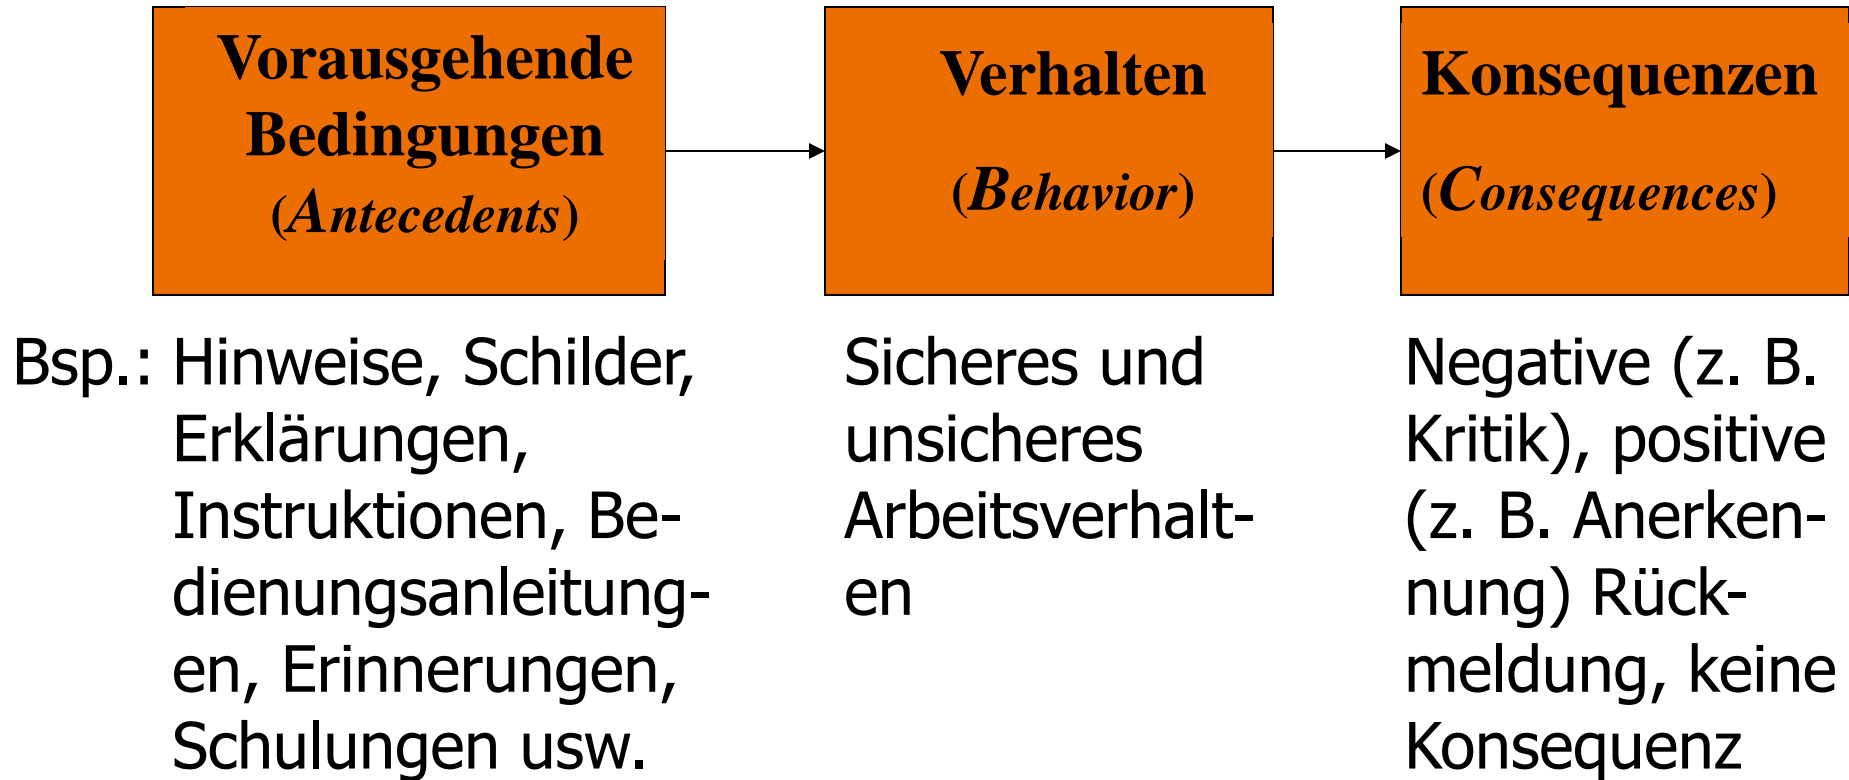 Vorausgehende
Bedingungen
(Antecedents)
Verhalten
(Behavior)
Konsequenzen
(Consequences)
Bsp.: Hinweise, Schilder,
Erklärungen,
Instruktionen, Be-
dienungsanleitung-
en, Erinnerungen,
Schulungen usw.
Sicheres und
unsicheres
Arbeitsverhalt-
en
Negative (z. B.
Kritik), positive
(z. B. Anerken-
nung) Rück-
meldung, keine
Konsequenz